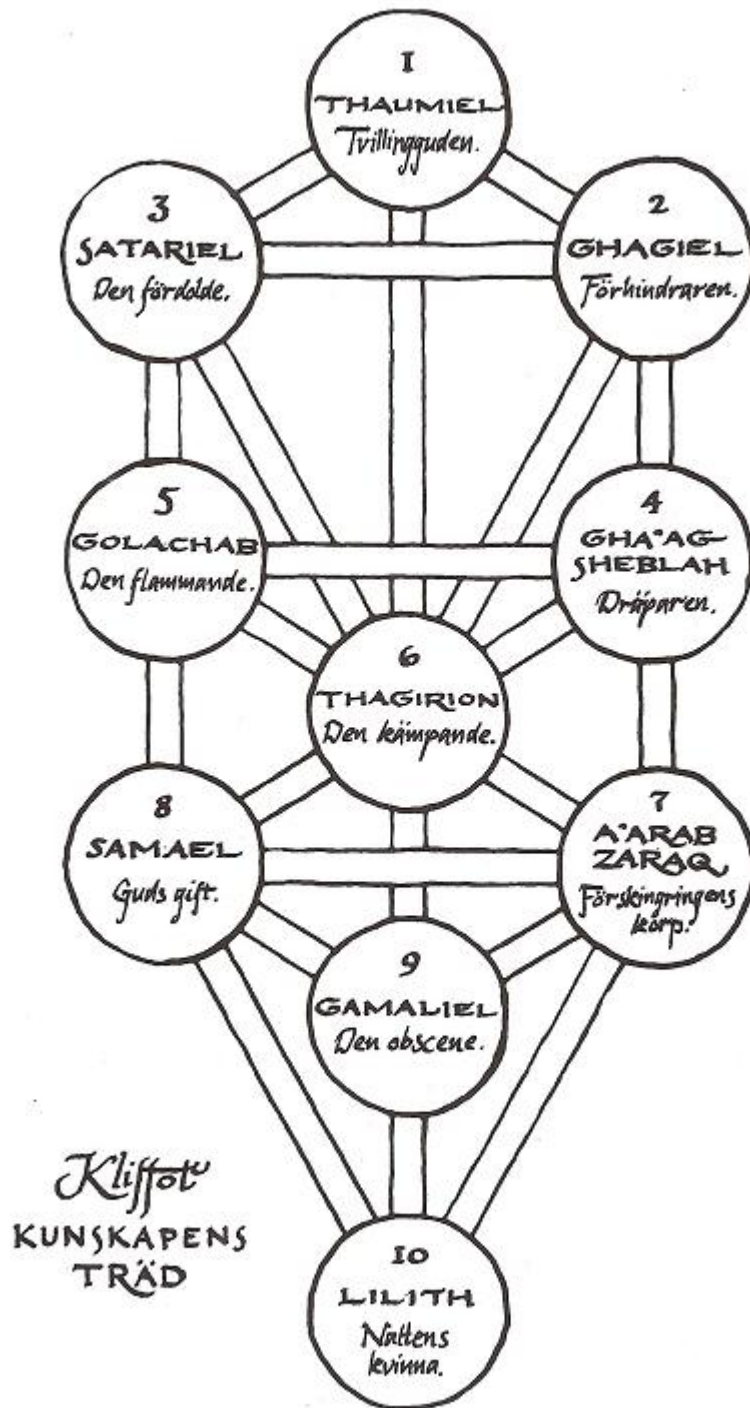 1
THAUMIEL
Tvillingguden.
3
SATARIEL
Den fördolde.
2
GHAGIEL
Förhindraren.
5
GOLACHAB
Den flammande.
4
GHA'AG-
SHEBLAH
Dräparen.
6
THAGIRION
Den kämpande.
8
SAMAEL
Guds gift.
7
A'ARAB
ZARAQ
Förskingringens
korp.
9
GAMALIEL
Den obscene.
Kliffot
KUNSKAPENS
TRÄD
10
LILITH
Nattens
kvinna.